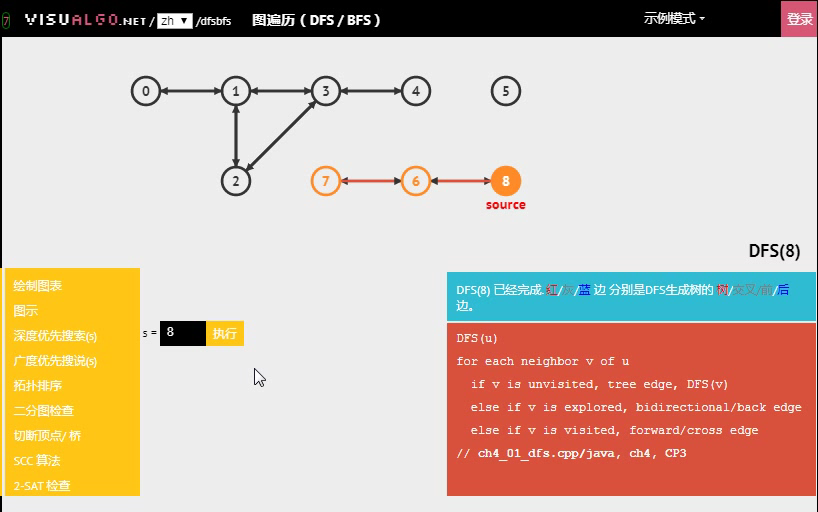 7 VISUALGO.NET / zh /dfsbfs 图遍历（DFS / BFS ） 示例模式 登录
0 1 3 4 5
2 7 6 8
source
DFS(8)
绘制图表
图示
深度优先搜素(s)
广度优先搜说(s)
拓扑排序
二分图检查
切断顶点/ 桥
SCC 算法
2-SAT 检查
s = 8 执行
DFS(8) 已经完成. 红/灰/蓝 边 分别是DFS生成树的 树/交叉/前/后
边。
DFS(u)
for each neighbor v of u
if v is unvisited, tree edge, DFS(v)
else if v is explored, bidirectional/back edge
else if v is visited, forward/cross edge
// ch4_01_dfs.cpp/java, ch4, CP3